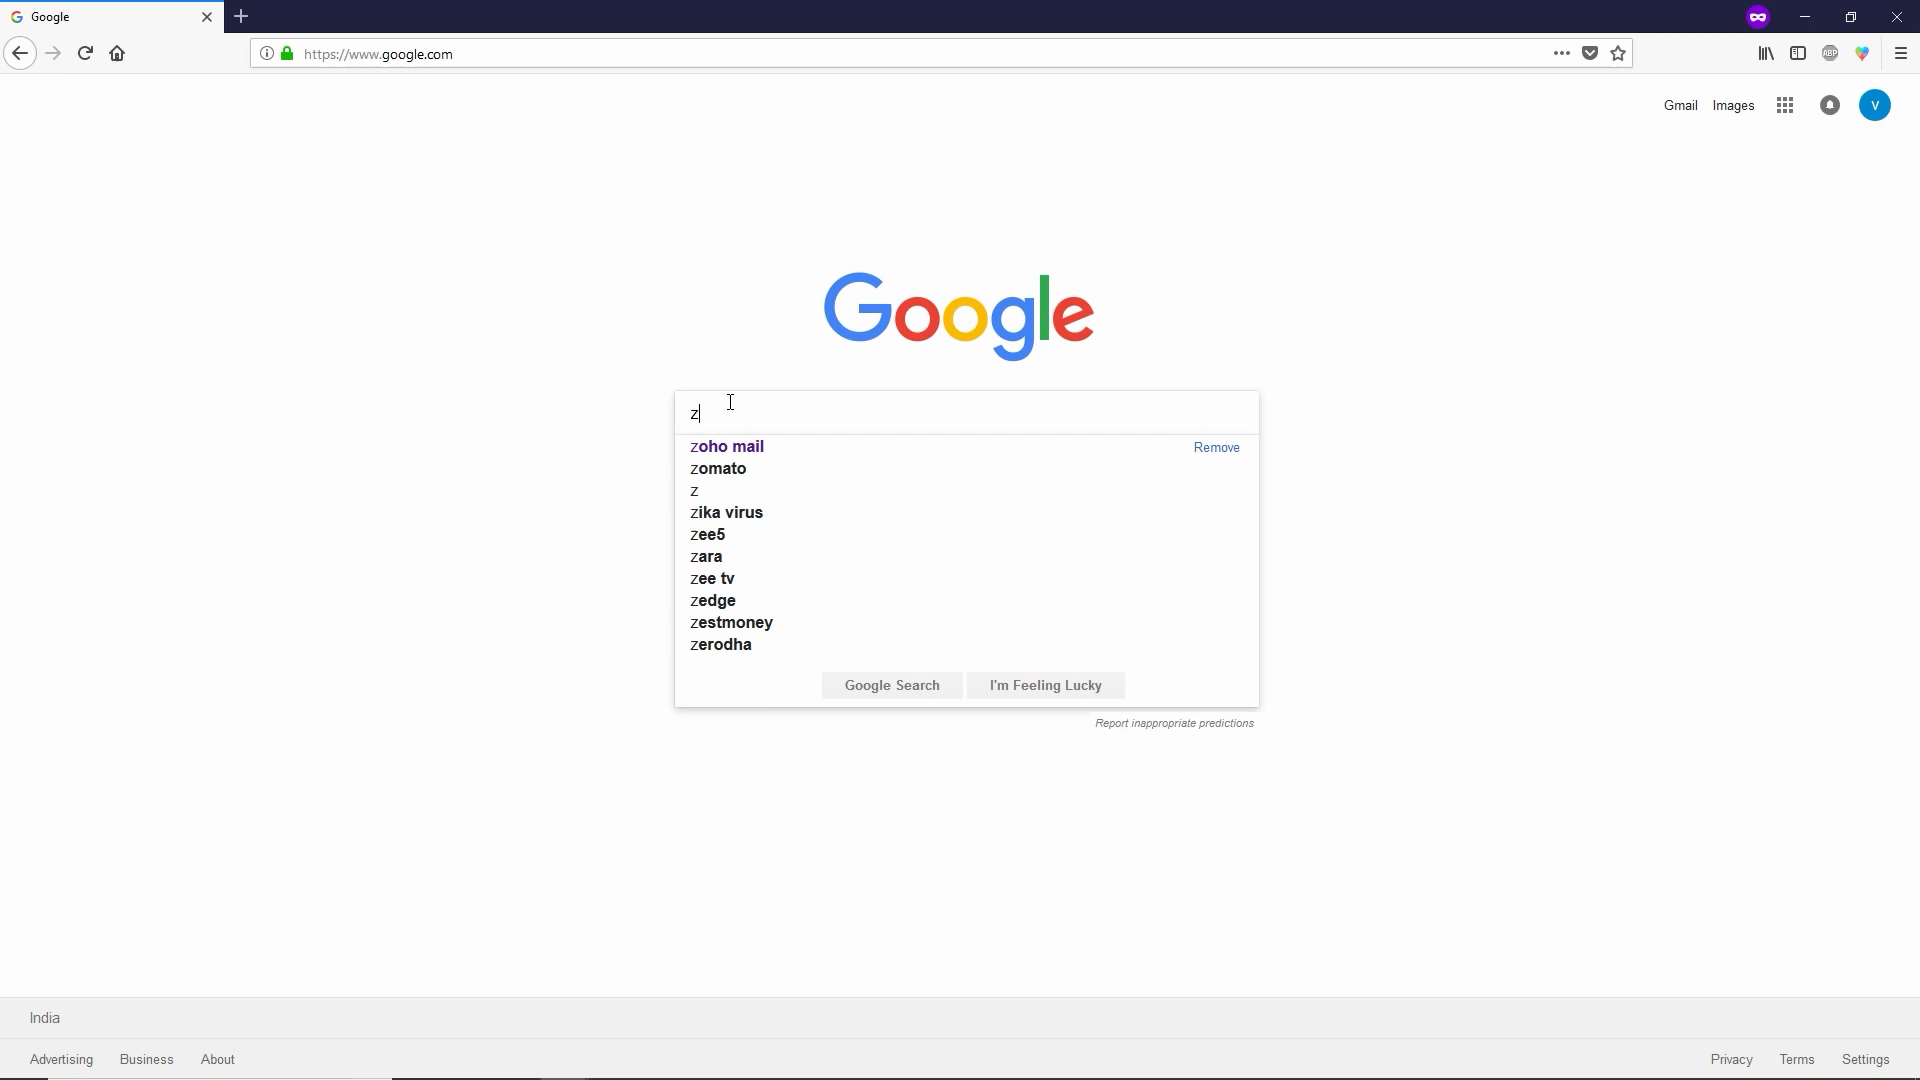 Google
https://www.google.com
ABP
Gmail Images
V
Google
z
zoho mail Remove
zomato
z
zika virus
zee5
zara
zee tv
zedge
zestmoney
zerodha
Google Search I'm Feeling Lucky
Report inappropriate predictions
India
Advertising Business About Privacy Terms Settings